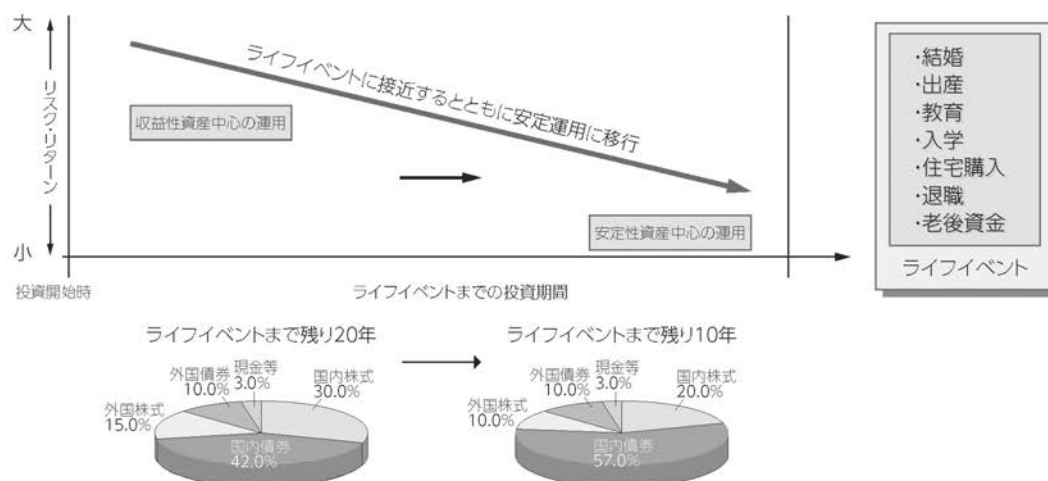 大
リスク・リターン
小
ライフイベントに接近するとともに安定運用に移行
収益性資産中心の運用
安定性資産中心の運用
投資開始時
ライフイベントまでの投資期間
・結婚
・出産
・教育
・入学
・住宅購入
・退職
・老後資金
ライフイベント
ライフイベントまで残り20年
現金等
3.0%
外国債券
10.0%
国内株式
30.0%
外国株式
15.0%
国内債券
42.0%
ライフイベントまで残り10年
現金等
3.0%
外国債券
10.0%
国内株式
20.0%
外国株式
10.0%
国内債券
57.0%